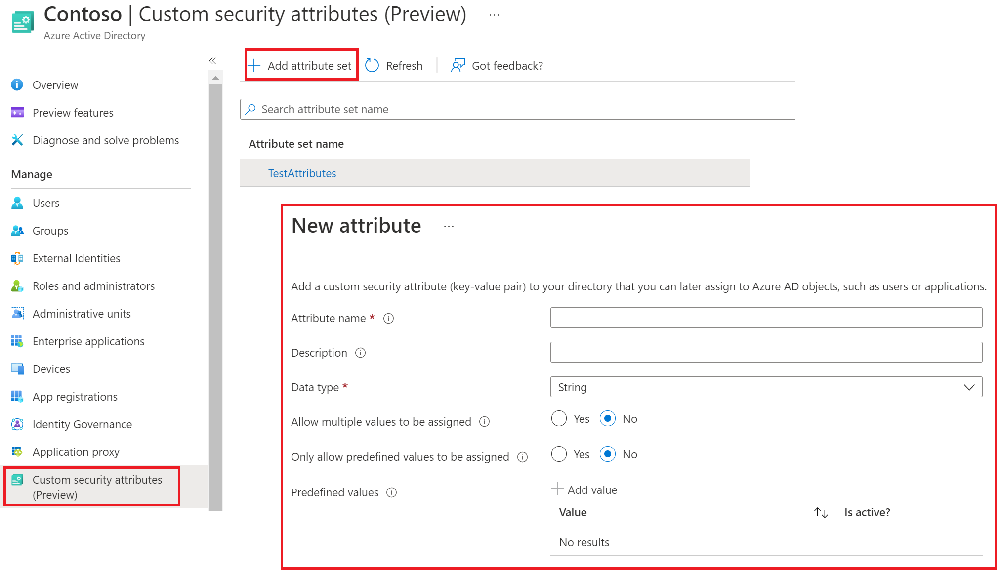 Contoso | Custom security attributes (Preview) ...
Azure Active Directory
Overview
Preview features
Diagnose and solve problems
Manage
Users
Groups
External Identities
Roles and administrators
Administrative units
Enterprise applications
Devices
App registrations
Identity Governance
Application proxy
Custom security attributes
(Preview)
Add attribute set Refresh Got feedback?
Search attribute set name
Attribute set name
TestAttributes
New attribute ...
Add a custom security attribute (key-value pair) to your directory that you can later assign to Azure AD objects, such as users or applications.
Attribute name *
Description
Data type * String
Allow multiple values to be assigned Yes No
Only allow predefined values to be assigned Yes No
Predefined values Add value
Value Is active?
No results